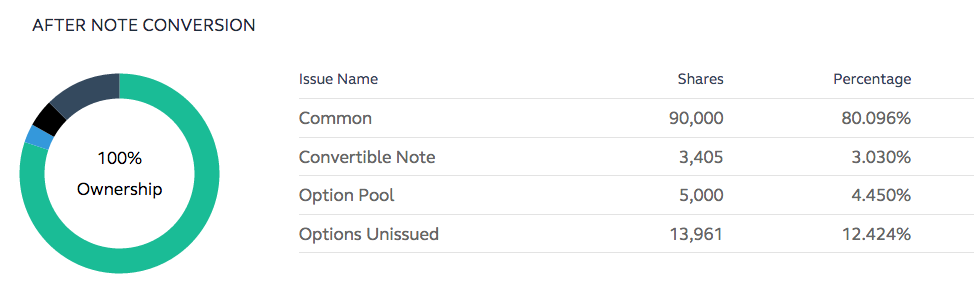 AFTER NOTE CONVERSION
100%
Ownership
Issue Name Shares Percentage
Common 90,000 80.096%
Convertible Note 3,405 3.030%
Option Pool 5,000 4.450%
Options Unissued 13,961 12.424%